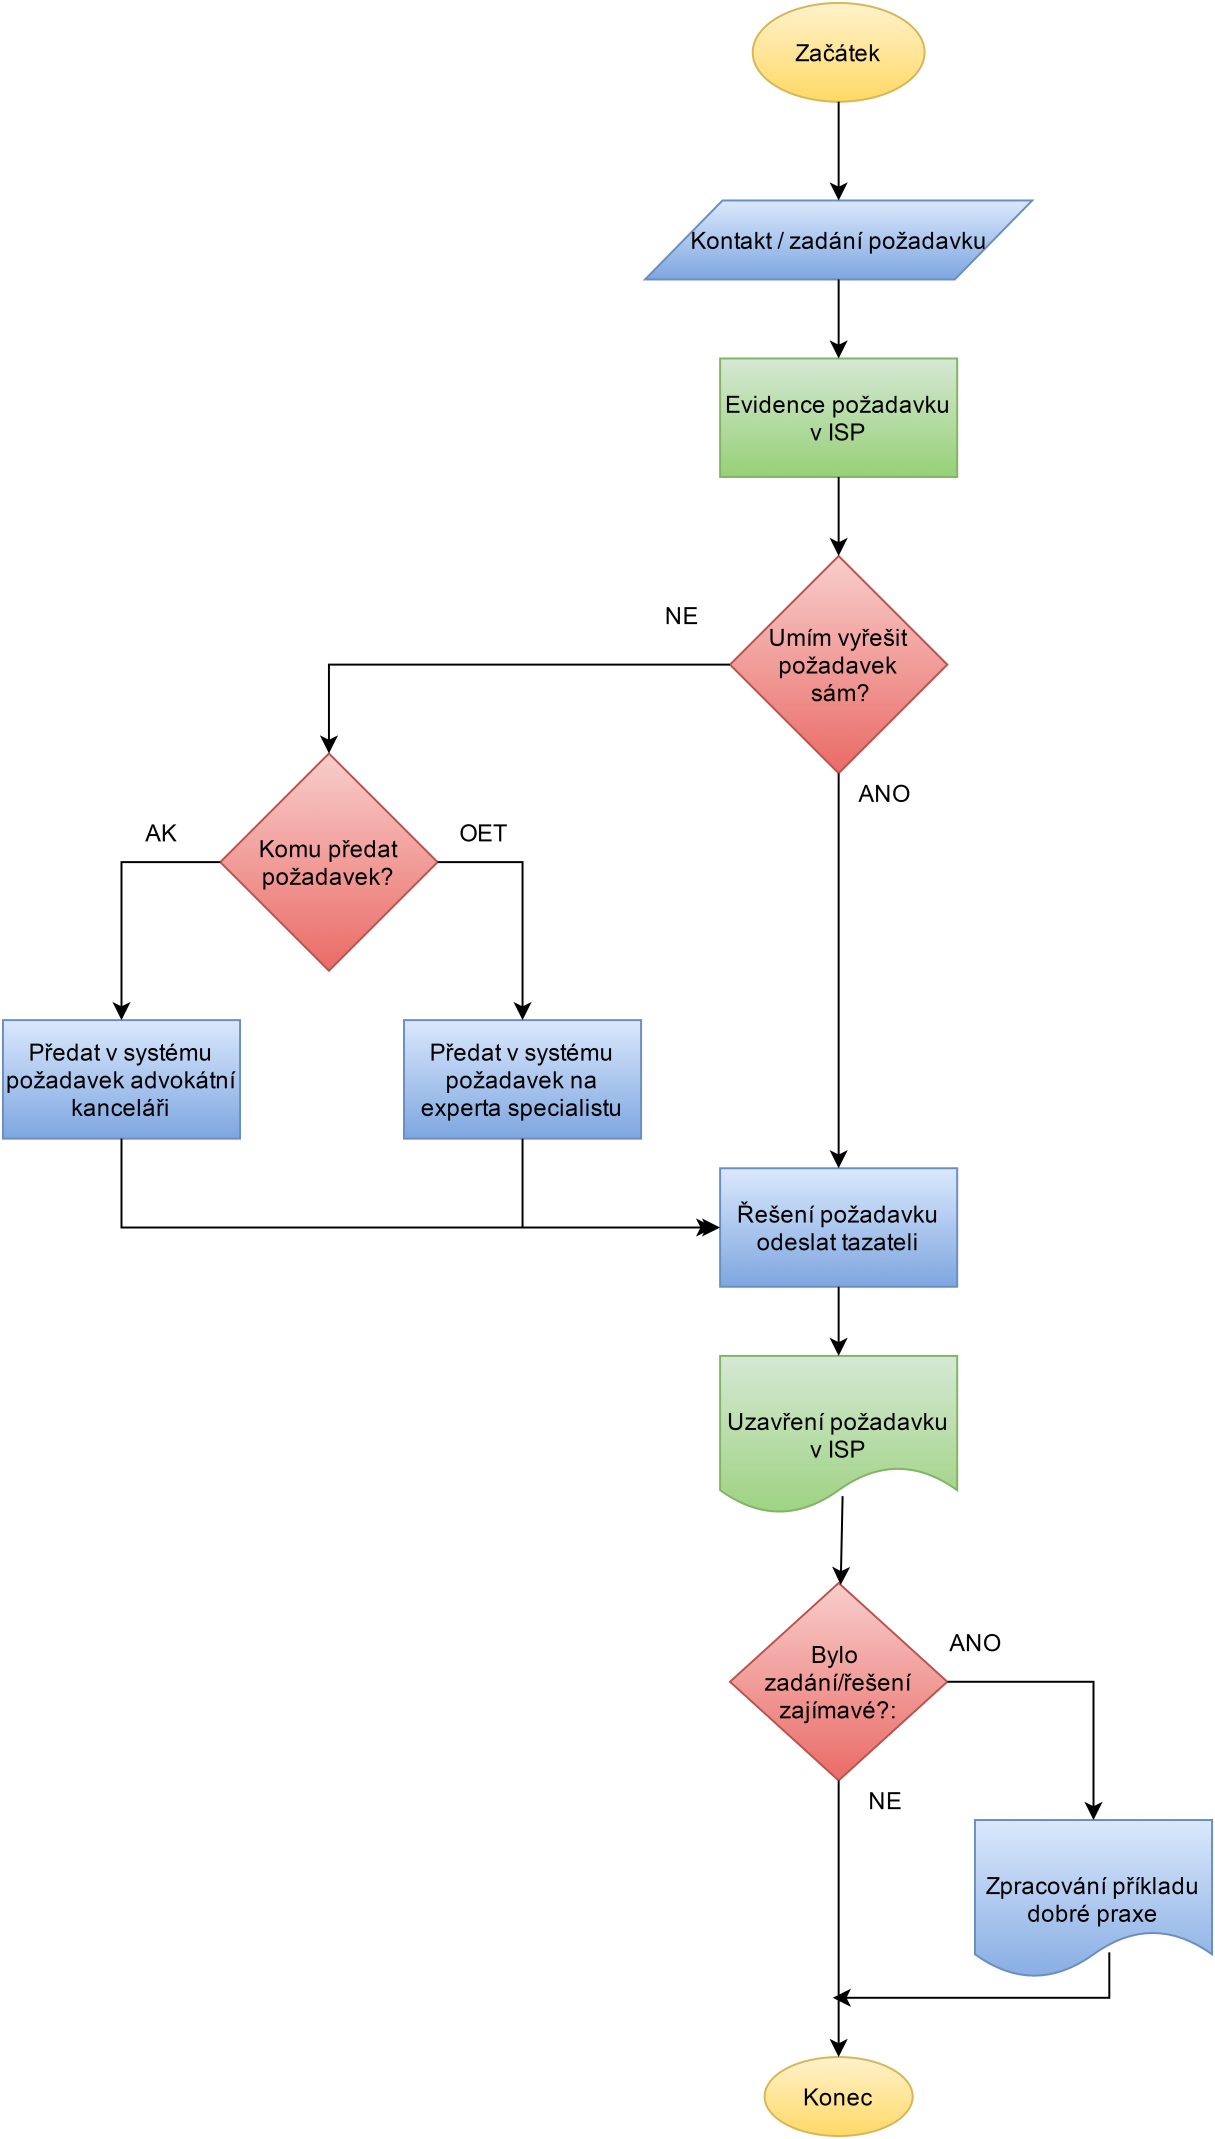 Začátek
Kontakt / zadání požadavku
Evidence požadavku
v ISP
Umím vyřešit
požadavek
sám?
NE
ANO
Komu předat
požadavek?
AK
OET
Předat v systému
požadavek advokátní
kanceláři
Předat v systému
požadavek na
experta specialistu
Řešení požadavku
odeslat tazateli
Uzavření požadavku
v ISP
Bylo
zadání/řešení
zajímavé?:
ANO
NE
Zpracování příkladu
dobré praxe
Konec